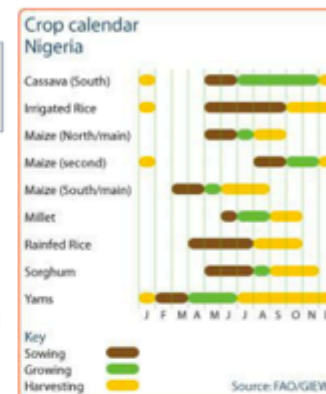 Crop calendar
Nigeria
Cassava (South)
Irrigated Rice
Maize (North/main)
Maize (second)
Maize (South/main)
Millet
Rainfed Rice
Sorghum
Yams
J F M A M J J A S O N
Key
Sowing
Growing
Harvesting
Source: FAO/GIEW